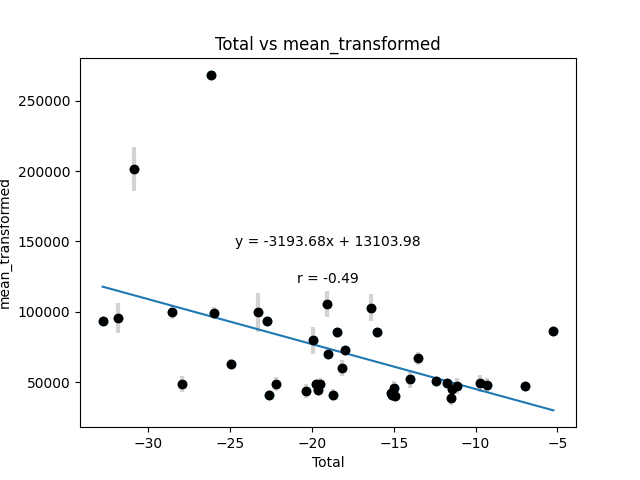 Total vs mean_transformed
250000
200000
150000
100000
50000
mean_transformed
y = -3193.68x + 13103.98
r = -0.49
−30 −25 −20 −15 −10 −5
Total